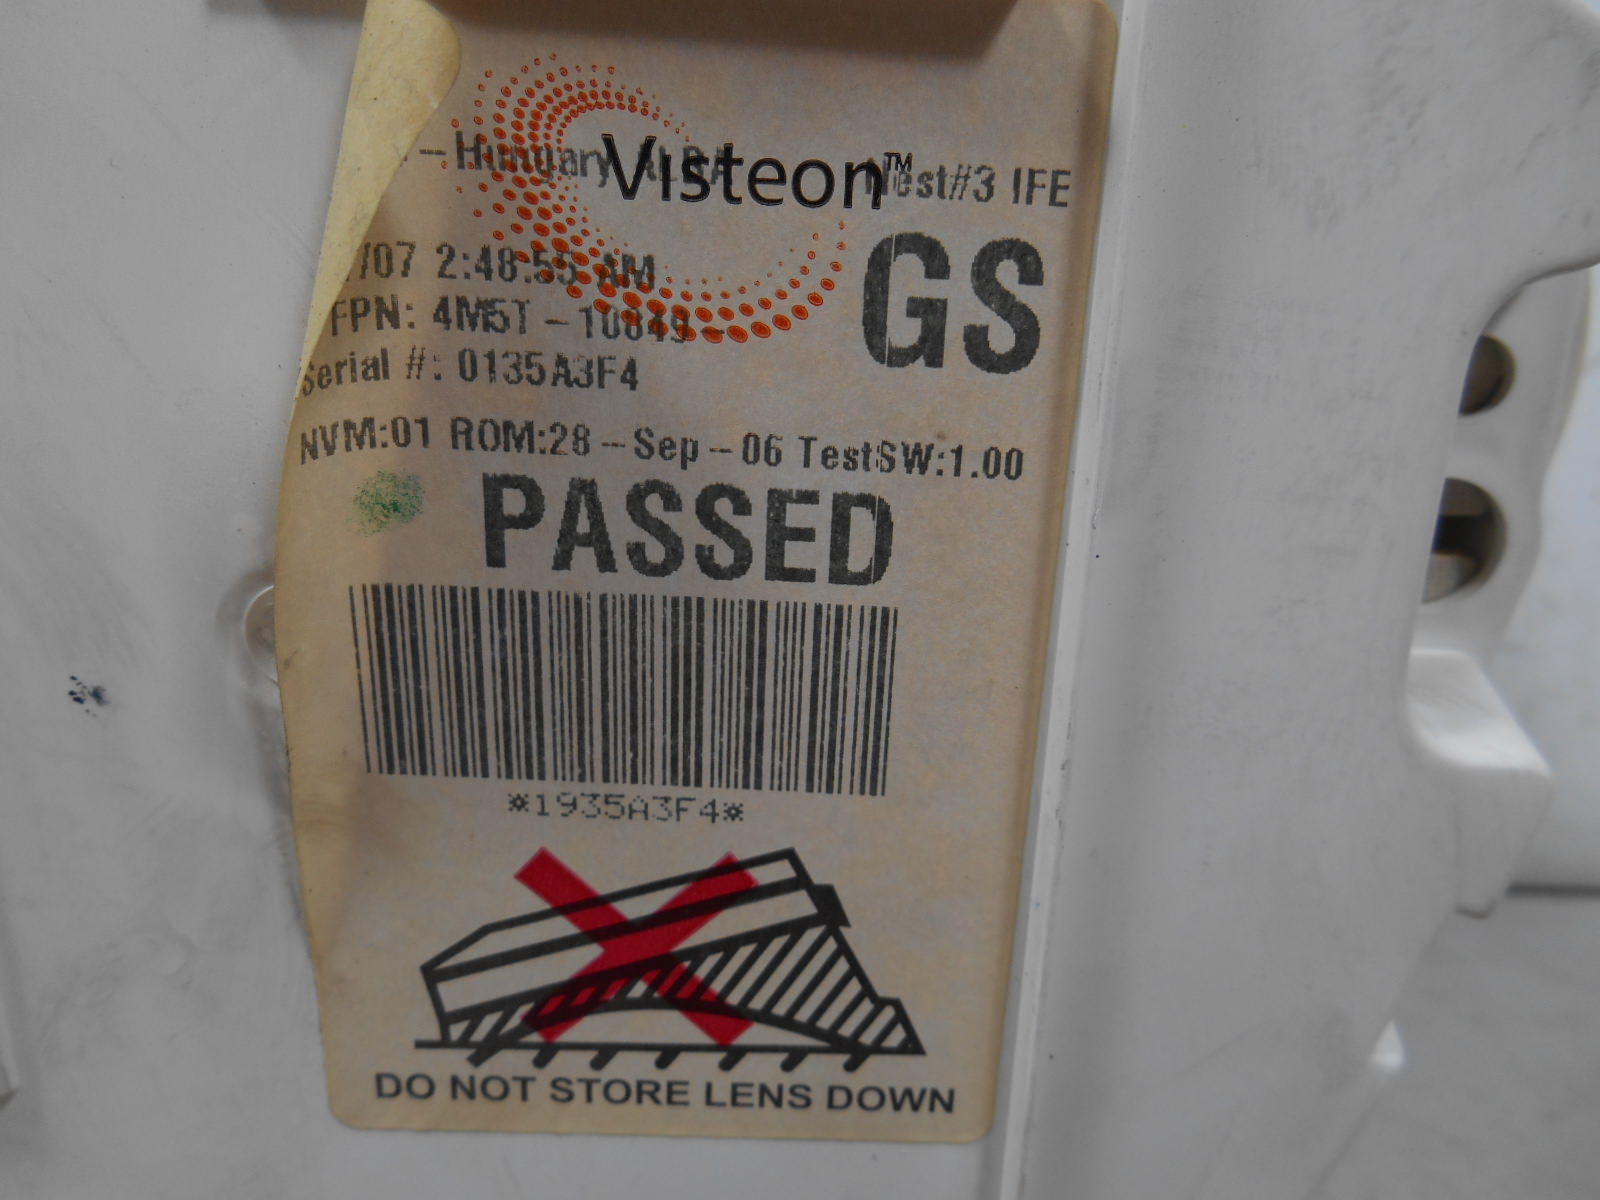 Visteon™
– Hungary ALBA Test#3 IFE
/07 2:48:55 AM
GS
FPN: 4M5T – 10849 –
Serial #: 0135A3F4
NVM:01 ROM:28 – Sep – 06 TestSW:1.00
PASSED
*1935A3F4*
DO NOT STORE LENS DOWN